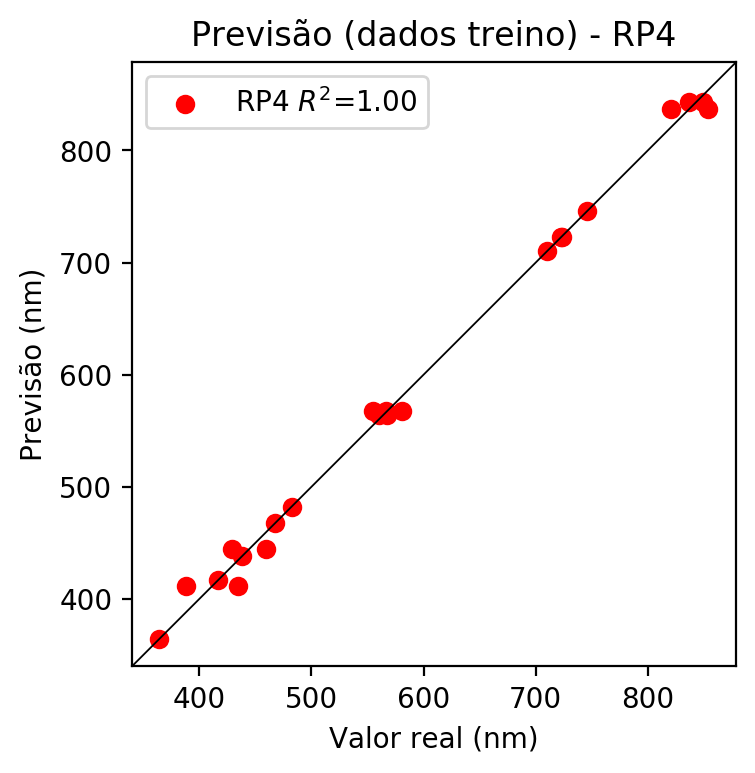 Previsão (dados treino) - RP4
RP4 R²=1.00
800
700
600
500
400
Previsão (nm)
400 500 600 700 800
Valor real (nm)